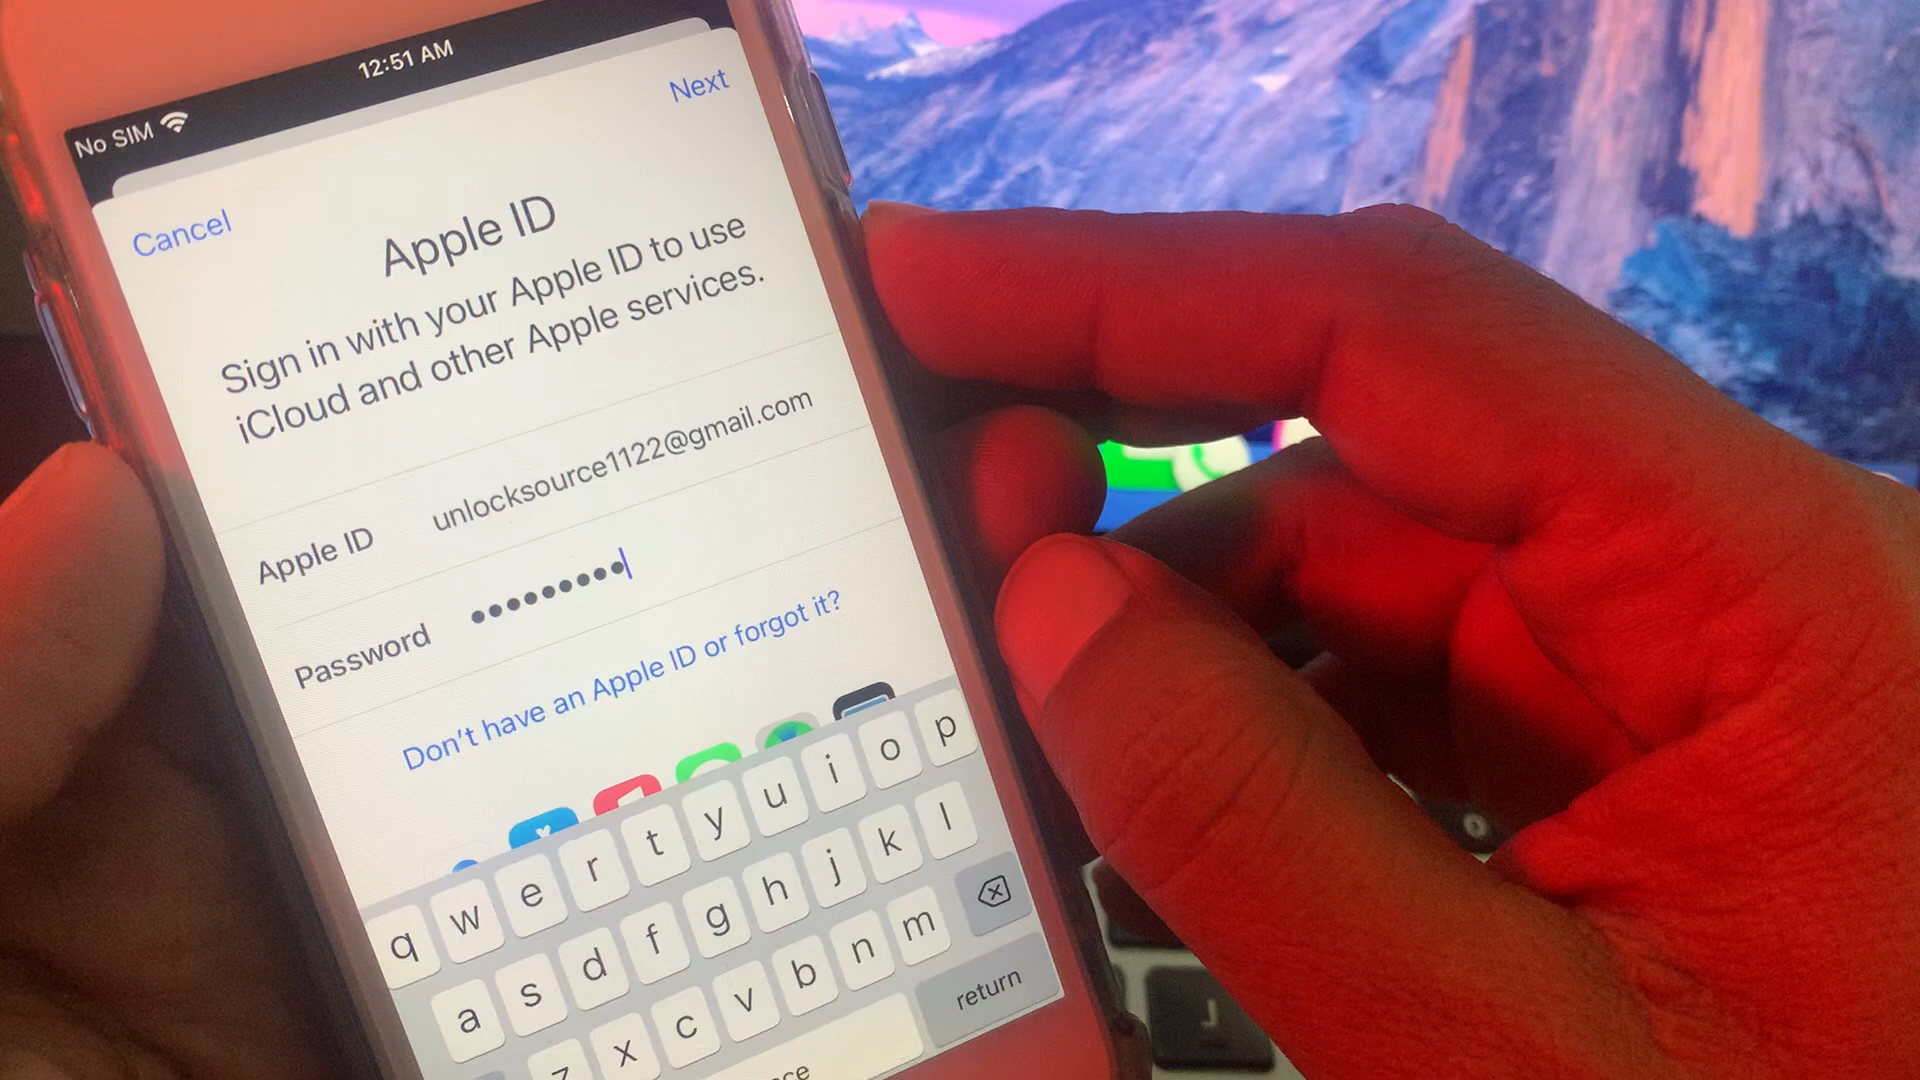 12:51 AM
No SIM
Next
Cancel
Apple ID
Sign in with your Apple ID to use
iCloud and other Apple services.
Apple ID unlocksource1122@gmail.com
Password ••••••••• 
Don't have an Apple ID or forgot it?
q w e r t y u i o p
a s d f g h j k l
z x c v b n m
return
J